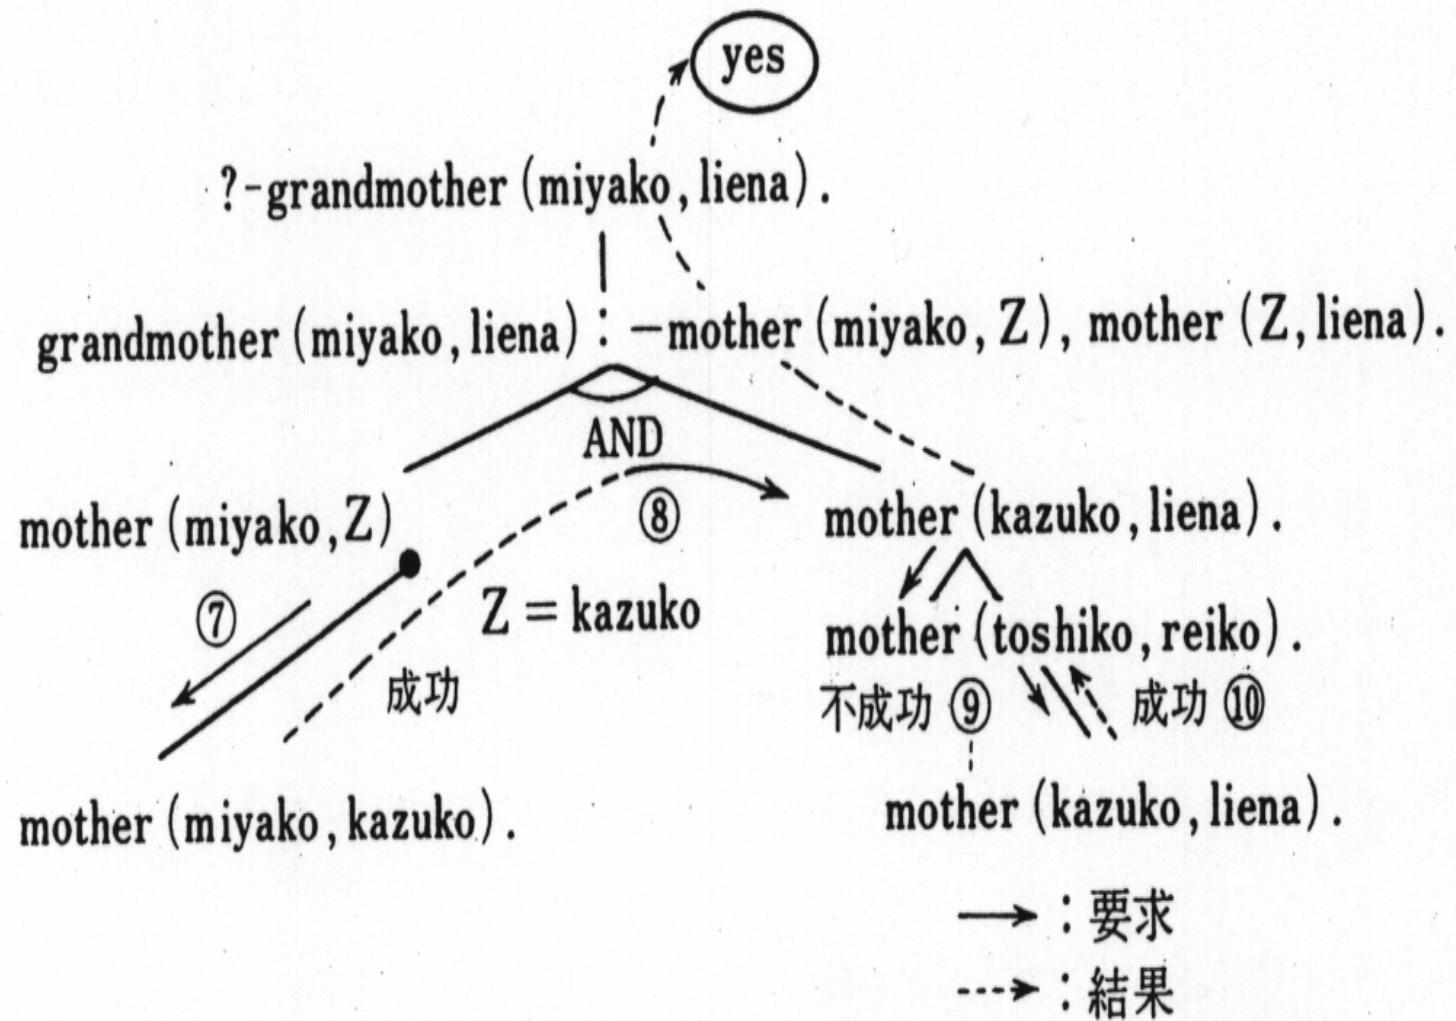 yes
?-grandmother (miyako, liena).
grandmother (miyako, liena) : —mother (miyako, Z), mother (Z, liena).
AND
mother (miyako, Z)
⑧
mother (kazuko, liena).
⑦
Z = kazuko
mother (toshiko, reiko).
成功
不成功 ⑨
成功 ⑩
mother (miyako, kazuko).
mother (kazuko, liena).
:要求
:結果